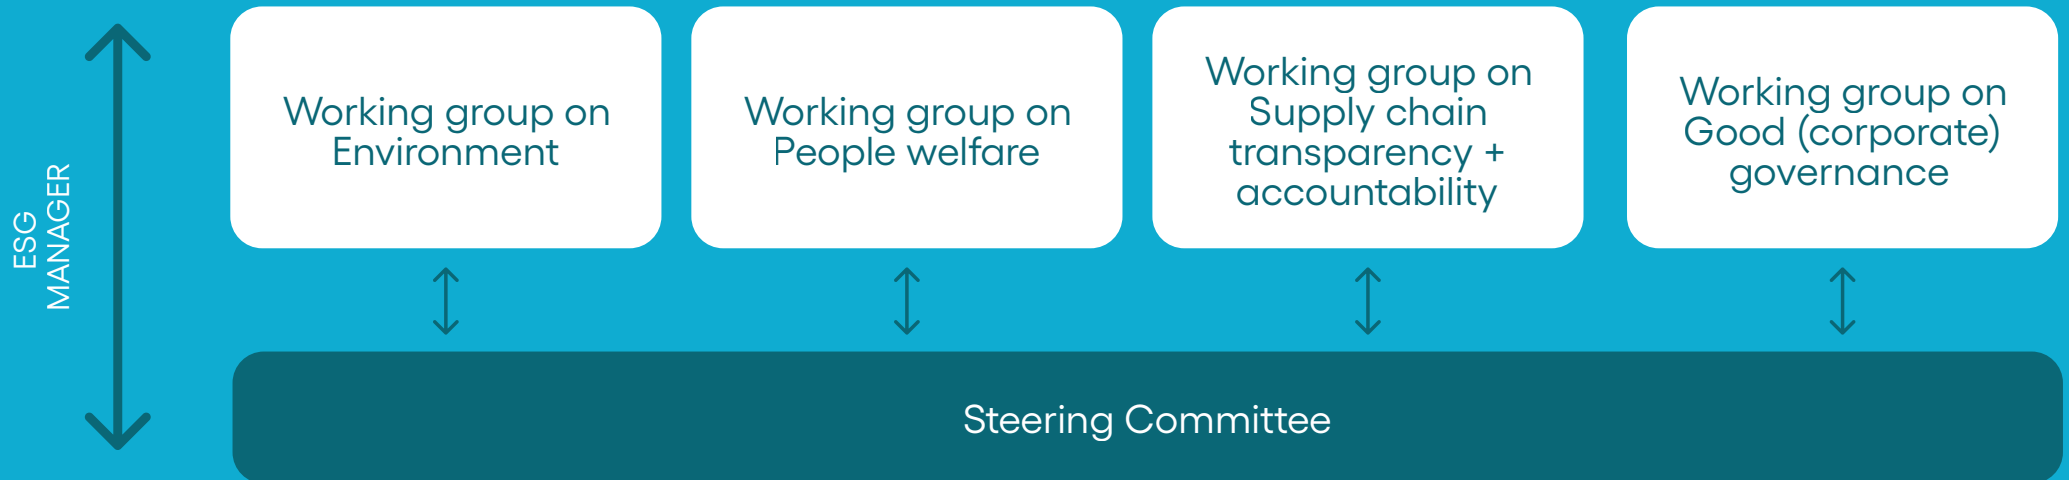 ESG
MANAGER
Working group on
Environment
Working group on
People welfare
Working group on
Supply chain
transparency +
accountability
Working group on
Good (corporate)
governance
Steering Committee